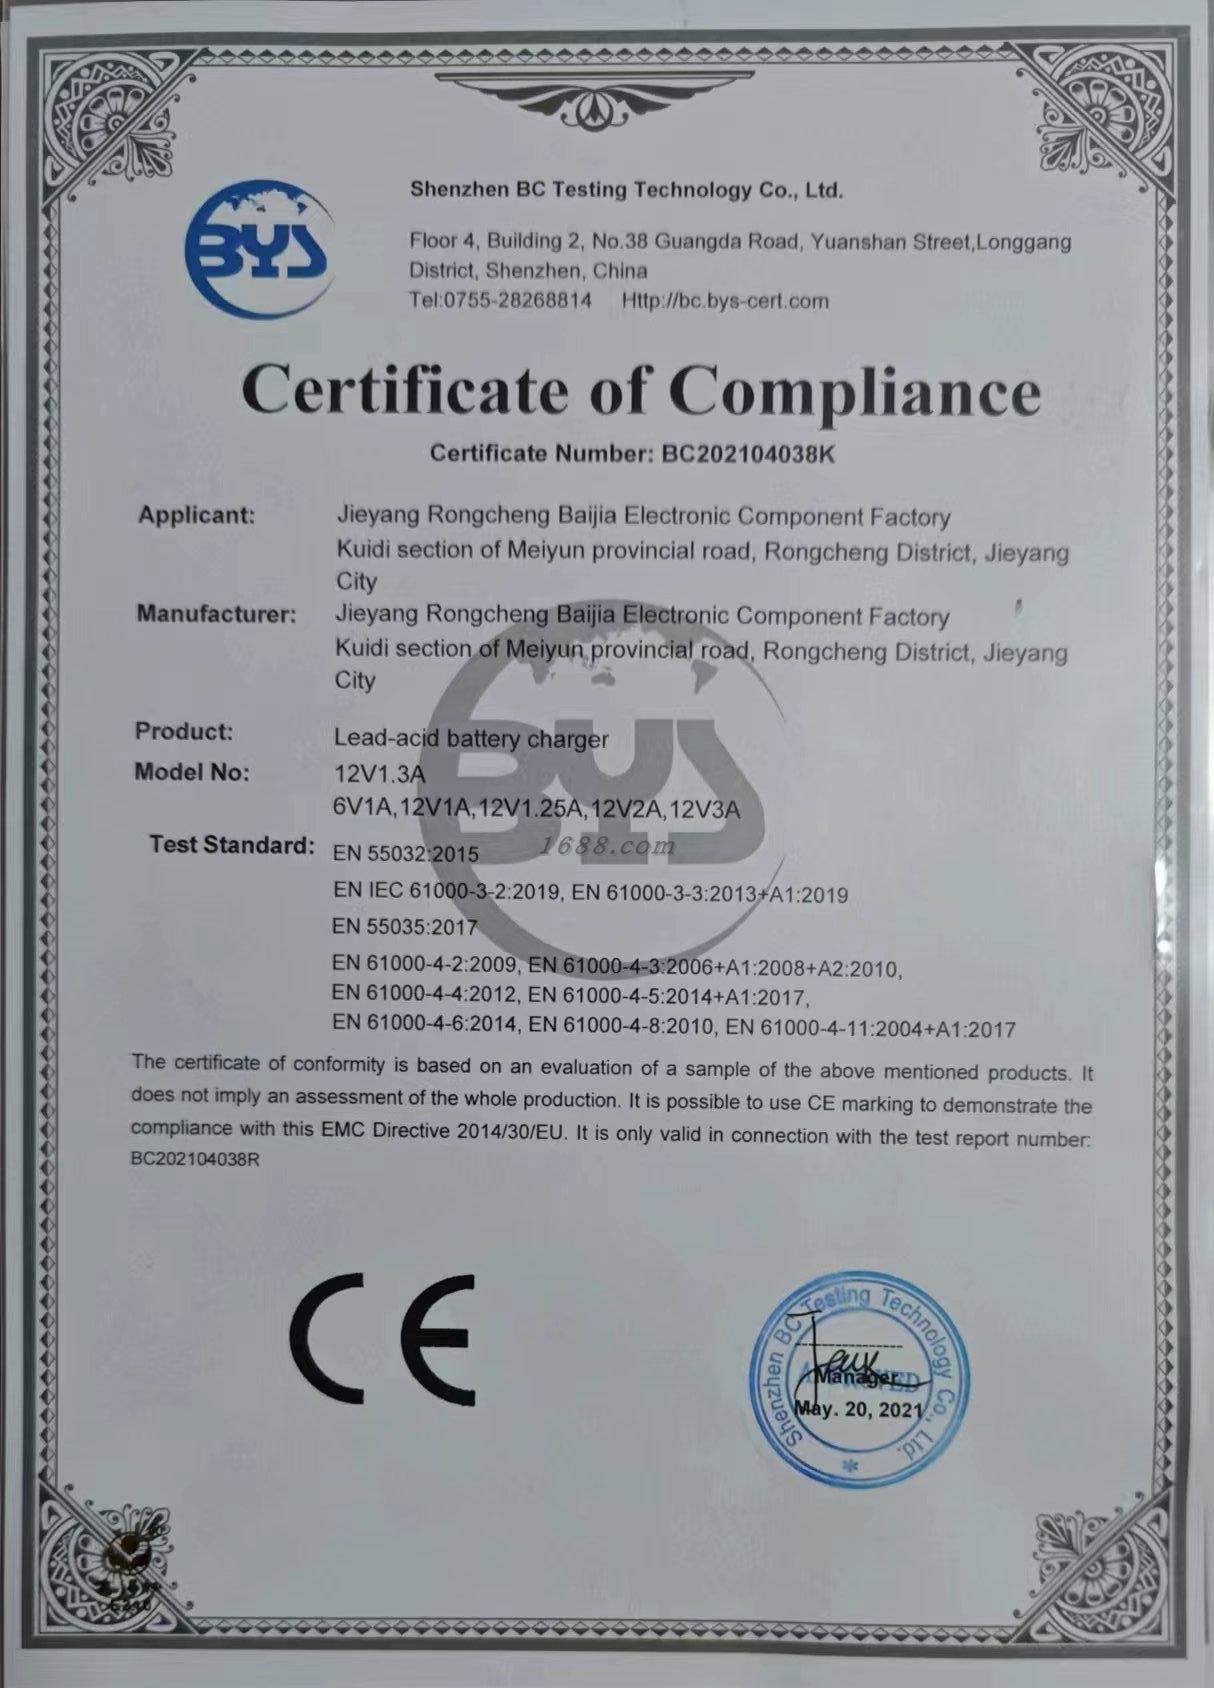 BYS
Shenzhen BC Testing Technology Co., Ltd.
Floor 4, Building 2, No.38 Guangda Road, Yuanshan Street,Longgang
District, Shenzhen, China
Tel:0755-28268814 Http://bc.bys-cert.com
Certificate of Compliance
Certificate Number: BC202104038K
Applicant: Jieyang Rongcheng Baijia Electronic Component Factory
Kuidi section of Meiyun provincial road, Rongcheng District, Jieyang
City
Manufacturer: Jieyang Rongcheng Baijia Electronic Component Factory
Kuidi section of Meiyun provincial road, Rongcheng District, Jieyang
City
BYS
Product: Lead-acid battery charger
Model No: 12V1.3A
6V1A,12V1A,12V1.25A,12V2A,12V3A
1688.com
Test Standard: EN 55032:2015
EN IEC 61000-3-2:2019, EN 61000-3-3:2013+A1:2019
EN 55035:2017
EN 61000-4-2:2009, EN 61000-4-3:2006+A1:2008+A2:2010,
EN 61000-4-4:2012, EN 61000-4-5:2014+A1:2017,
EN 61000-4-6:2014, EN 61000-4-8:2010, EN 61000-4-11:2004+A1:2017
The certificate of conformity is based on an evaluation of a sample of the above mentioned products. It
does not imply an assessment of the whole production. It is possible to use CE marking to demonstrate the
compliance with this EMC Directive 2014/30/EU. It is only valid in connection with the test report number:
BC202104038R
CE
Shenzhen BC Testing Technology Co., Ltd.
Manager
May. 20, 2021